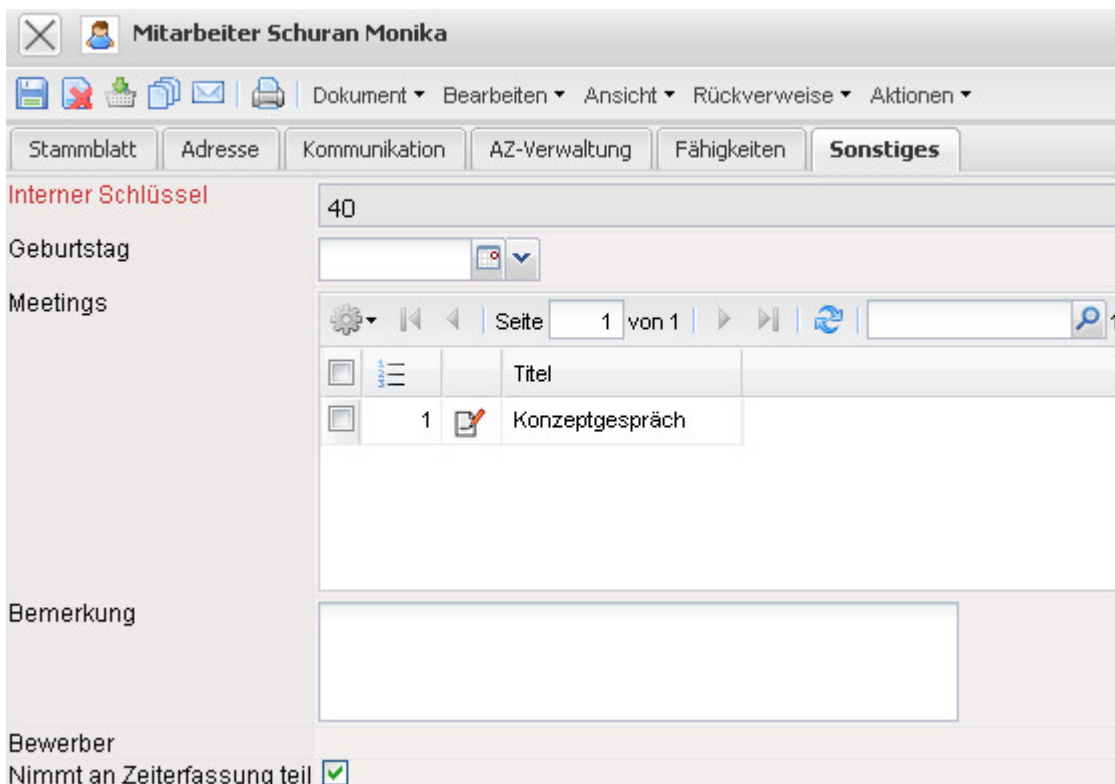 Mitarbeiter Schuran Monika
Dokument Bearbeiten Ansicht Rückverweise Aktionen
Stammblatt Adresse Kommunikation AZ-Verwaltung Fähigkeiten Sonstiges
Interner Schlüssel 40
Geburtstag
Meetings Seite 1 von 1
Titel
1 Konzeptgespräch
Bemerkung
Bewerber
Nimmt an Zeiterfassung teil